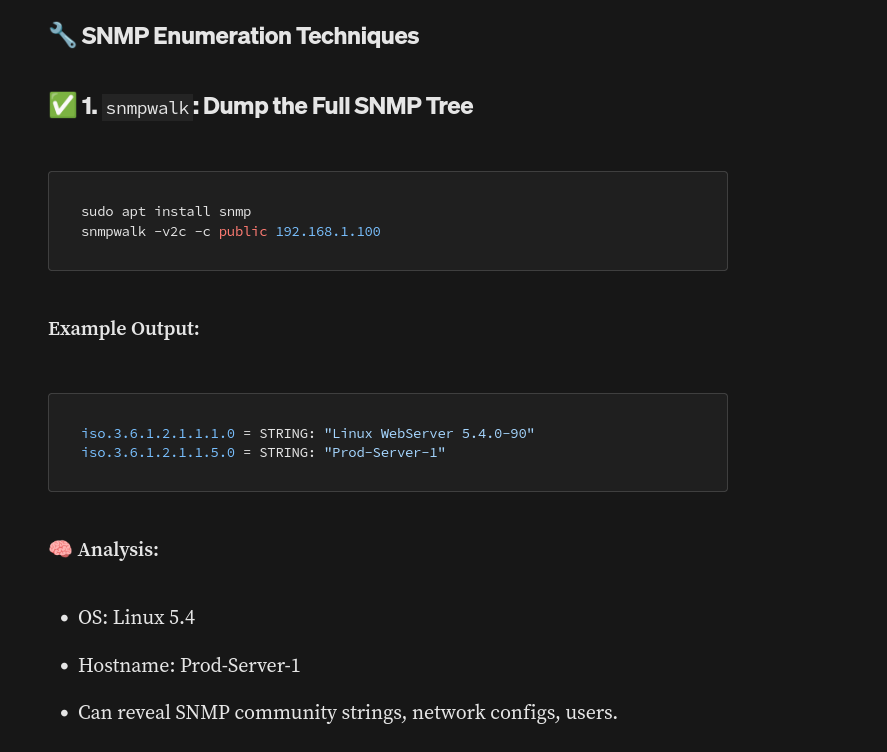 🔧 SNMP Enumeration Techniques
✅ 1. snmpwalk: Dump the Full SNMP Tree
sudo apt install snmp
snmpwalk -v2c -c public 192.168.1.100
Example Output:
iso.3.6.1.2.1.1.1.0 = STRING: "Linux WebServer 5.4.0-90"
iso.3.6.1.2.1.1.5.0 = STRING: "Prod-Server-1"
🧠 Analysis:
• OS: Linux 5.4
• Hostname: Prod-Server-1
• Can reveal SNMP community strings, network configs, users.